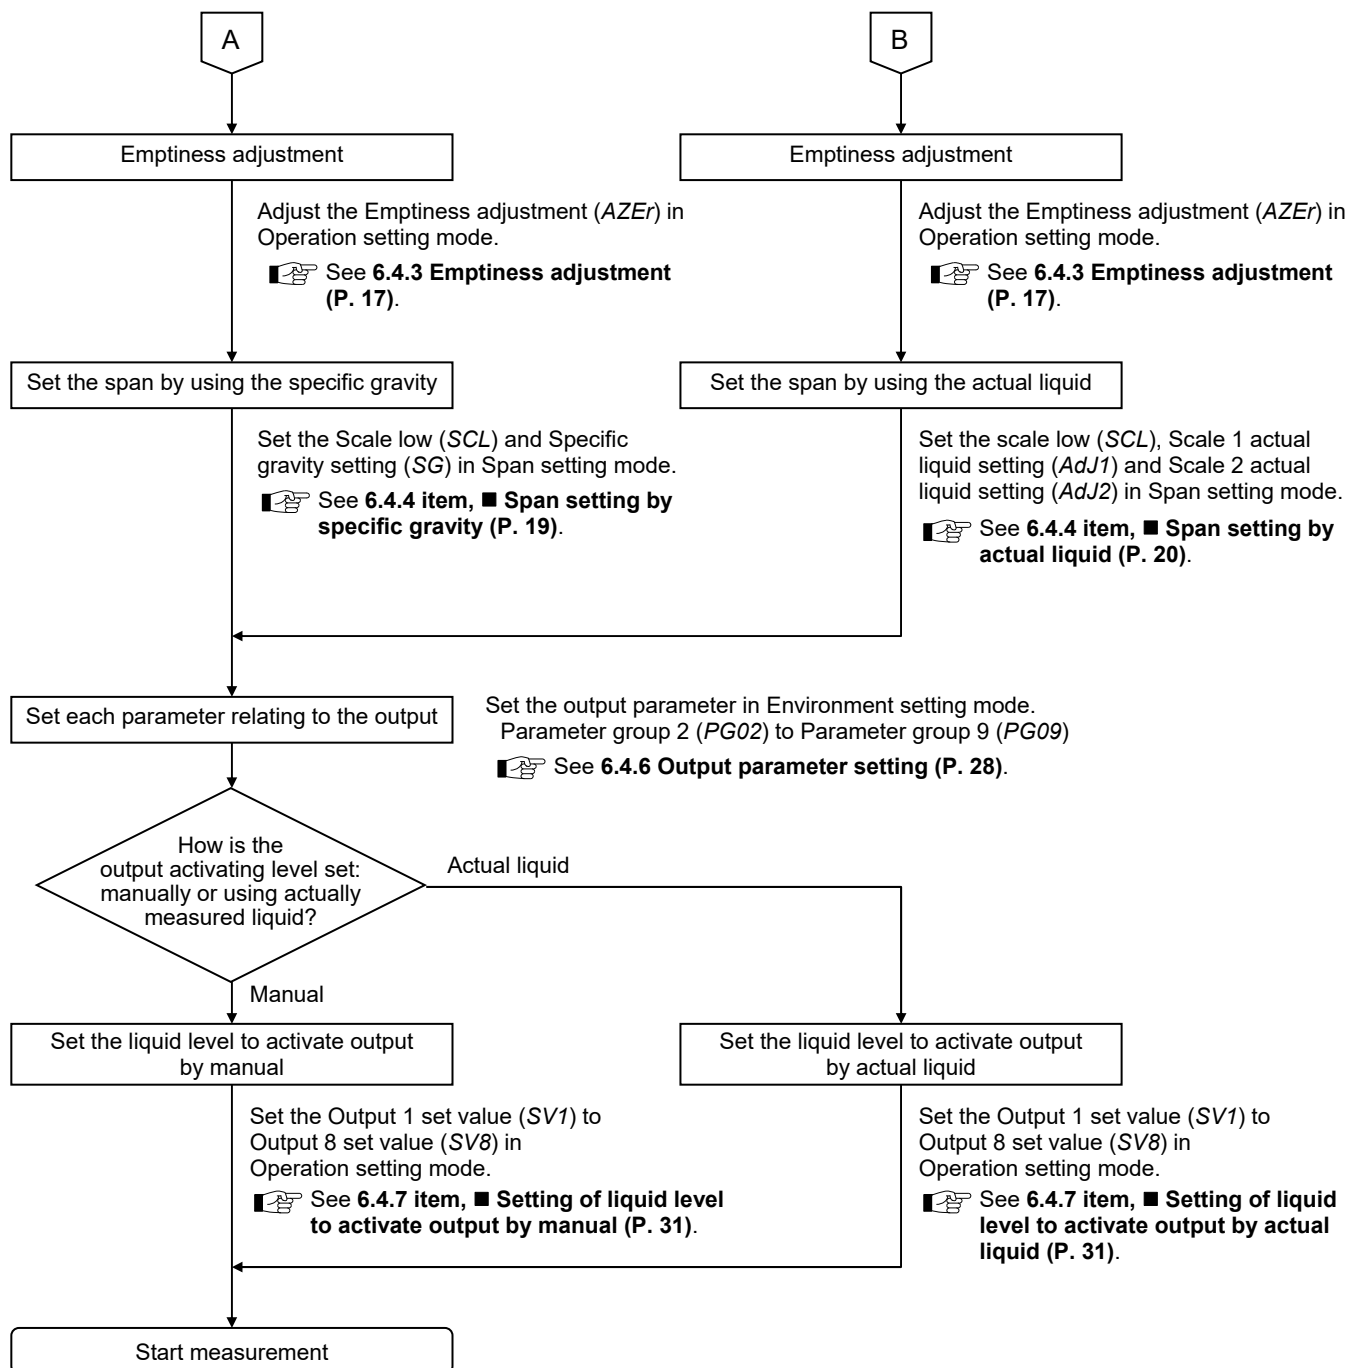 A
B
Emptiness adjustment
Emptiness adjustment
Adjust the Emptiness adjustment (AZEr) in
Operation setting mode.
See 6.4.3 Emptiness adjustment
(P. 17).
Adjust the Emptiness adjustment (AZEr) in
Operation setting mode.
See 6.4.3 Emptiness adjustment
(P. 17).
Set the span by using the specific gravity
Set the span by using the actual liquid
Set the Scale low (SCL) and Specific
gravity setting (SG) in Span setting mode.
See 6.4.4 item, ■ Span setting by
specific gravity (P. 19).
Set the scale low (SCL), Scale 1 actual
liquid setting (AdJ1) and Scale 2 actual
liquid setting (AdJ2) in Span setting mode.
See 6.4.4 item, ■ Span setting by
actual liquid (P. 20).
Set each parameter relating to the output
Set the output parameter in Environment setting mode.
Parameter group 2 (PG02) to Parameter group 9 (PG09)
See 6.4.6 Output parameter setting (P. 28).
How is the
output activating level set:
manually or using actually
measured liquid?
Actual liquid
Manual
Set the liquid level to activate output
by manual
Set the liquid level to activate output
by actual liquid
Set the Output 1 set value (SV1) to
Output 8 set value (SV8) in
Operation setting mode.
See 6.4.7 item, ■ Setting of liquid level
to activate output by manual (P. 31).
Set the Output 1 set value (SV1) to
Output 8 set value (SV8) in
Operation setting mode.
See 6.4.7 item, ■ Setting of liquid
level to activate output by actual
liquid (P. 31).
Start measurement